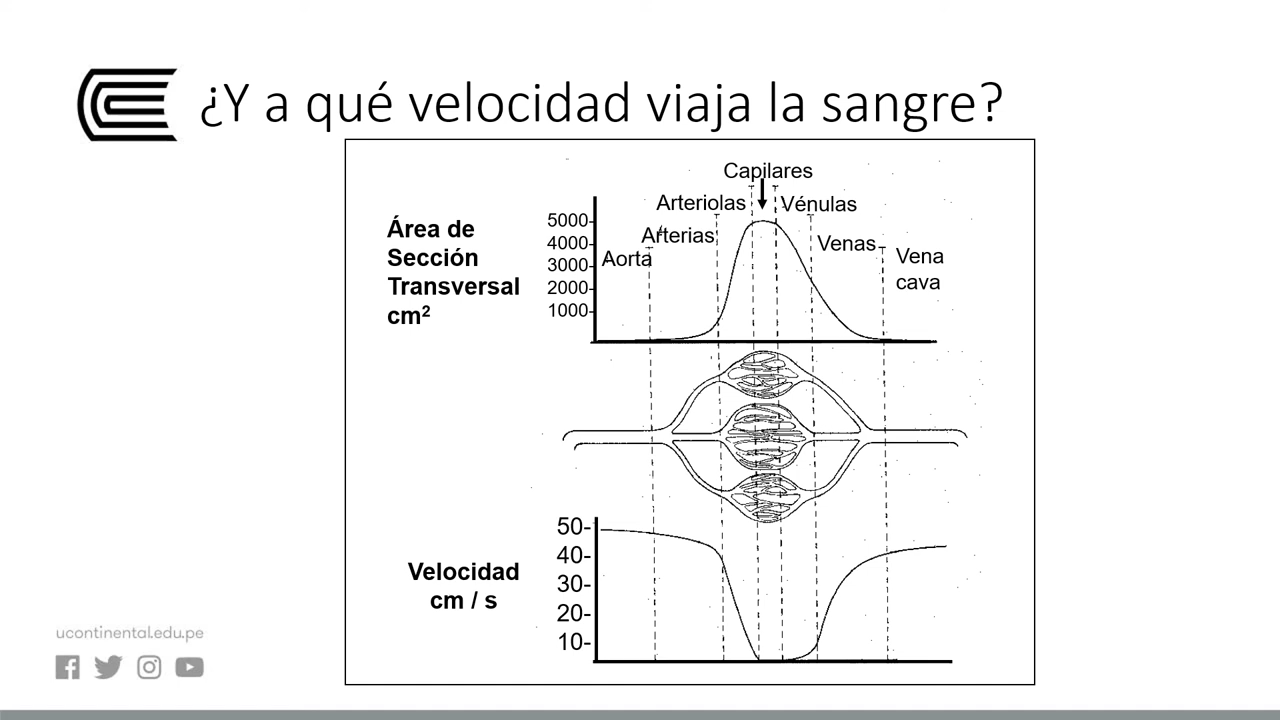 ¿Y a qué velocidad viaja la sangre?
Capilares
Arteriolas
Vénulas
Arterias
Venas
Aorta
Vena
cava
Área de
Sección
Transversal
cm²
5000-
4000-
3000-
2000-
1000-
50-
40-
30-
20-
10-
Velocidad
cm / s
ucontinental.edu.pe